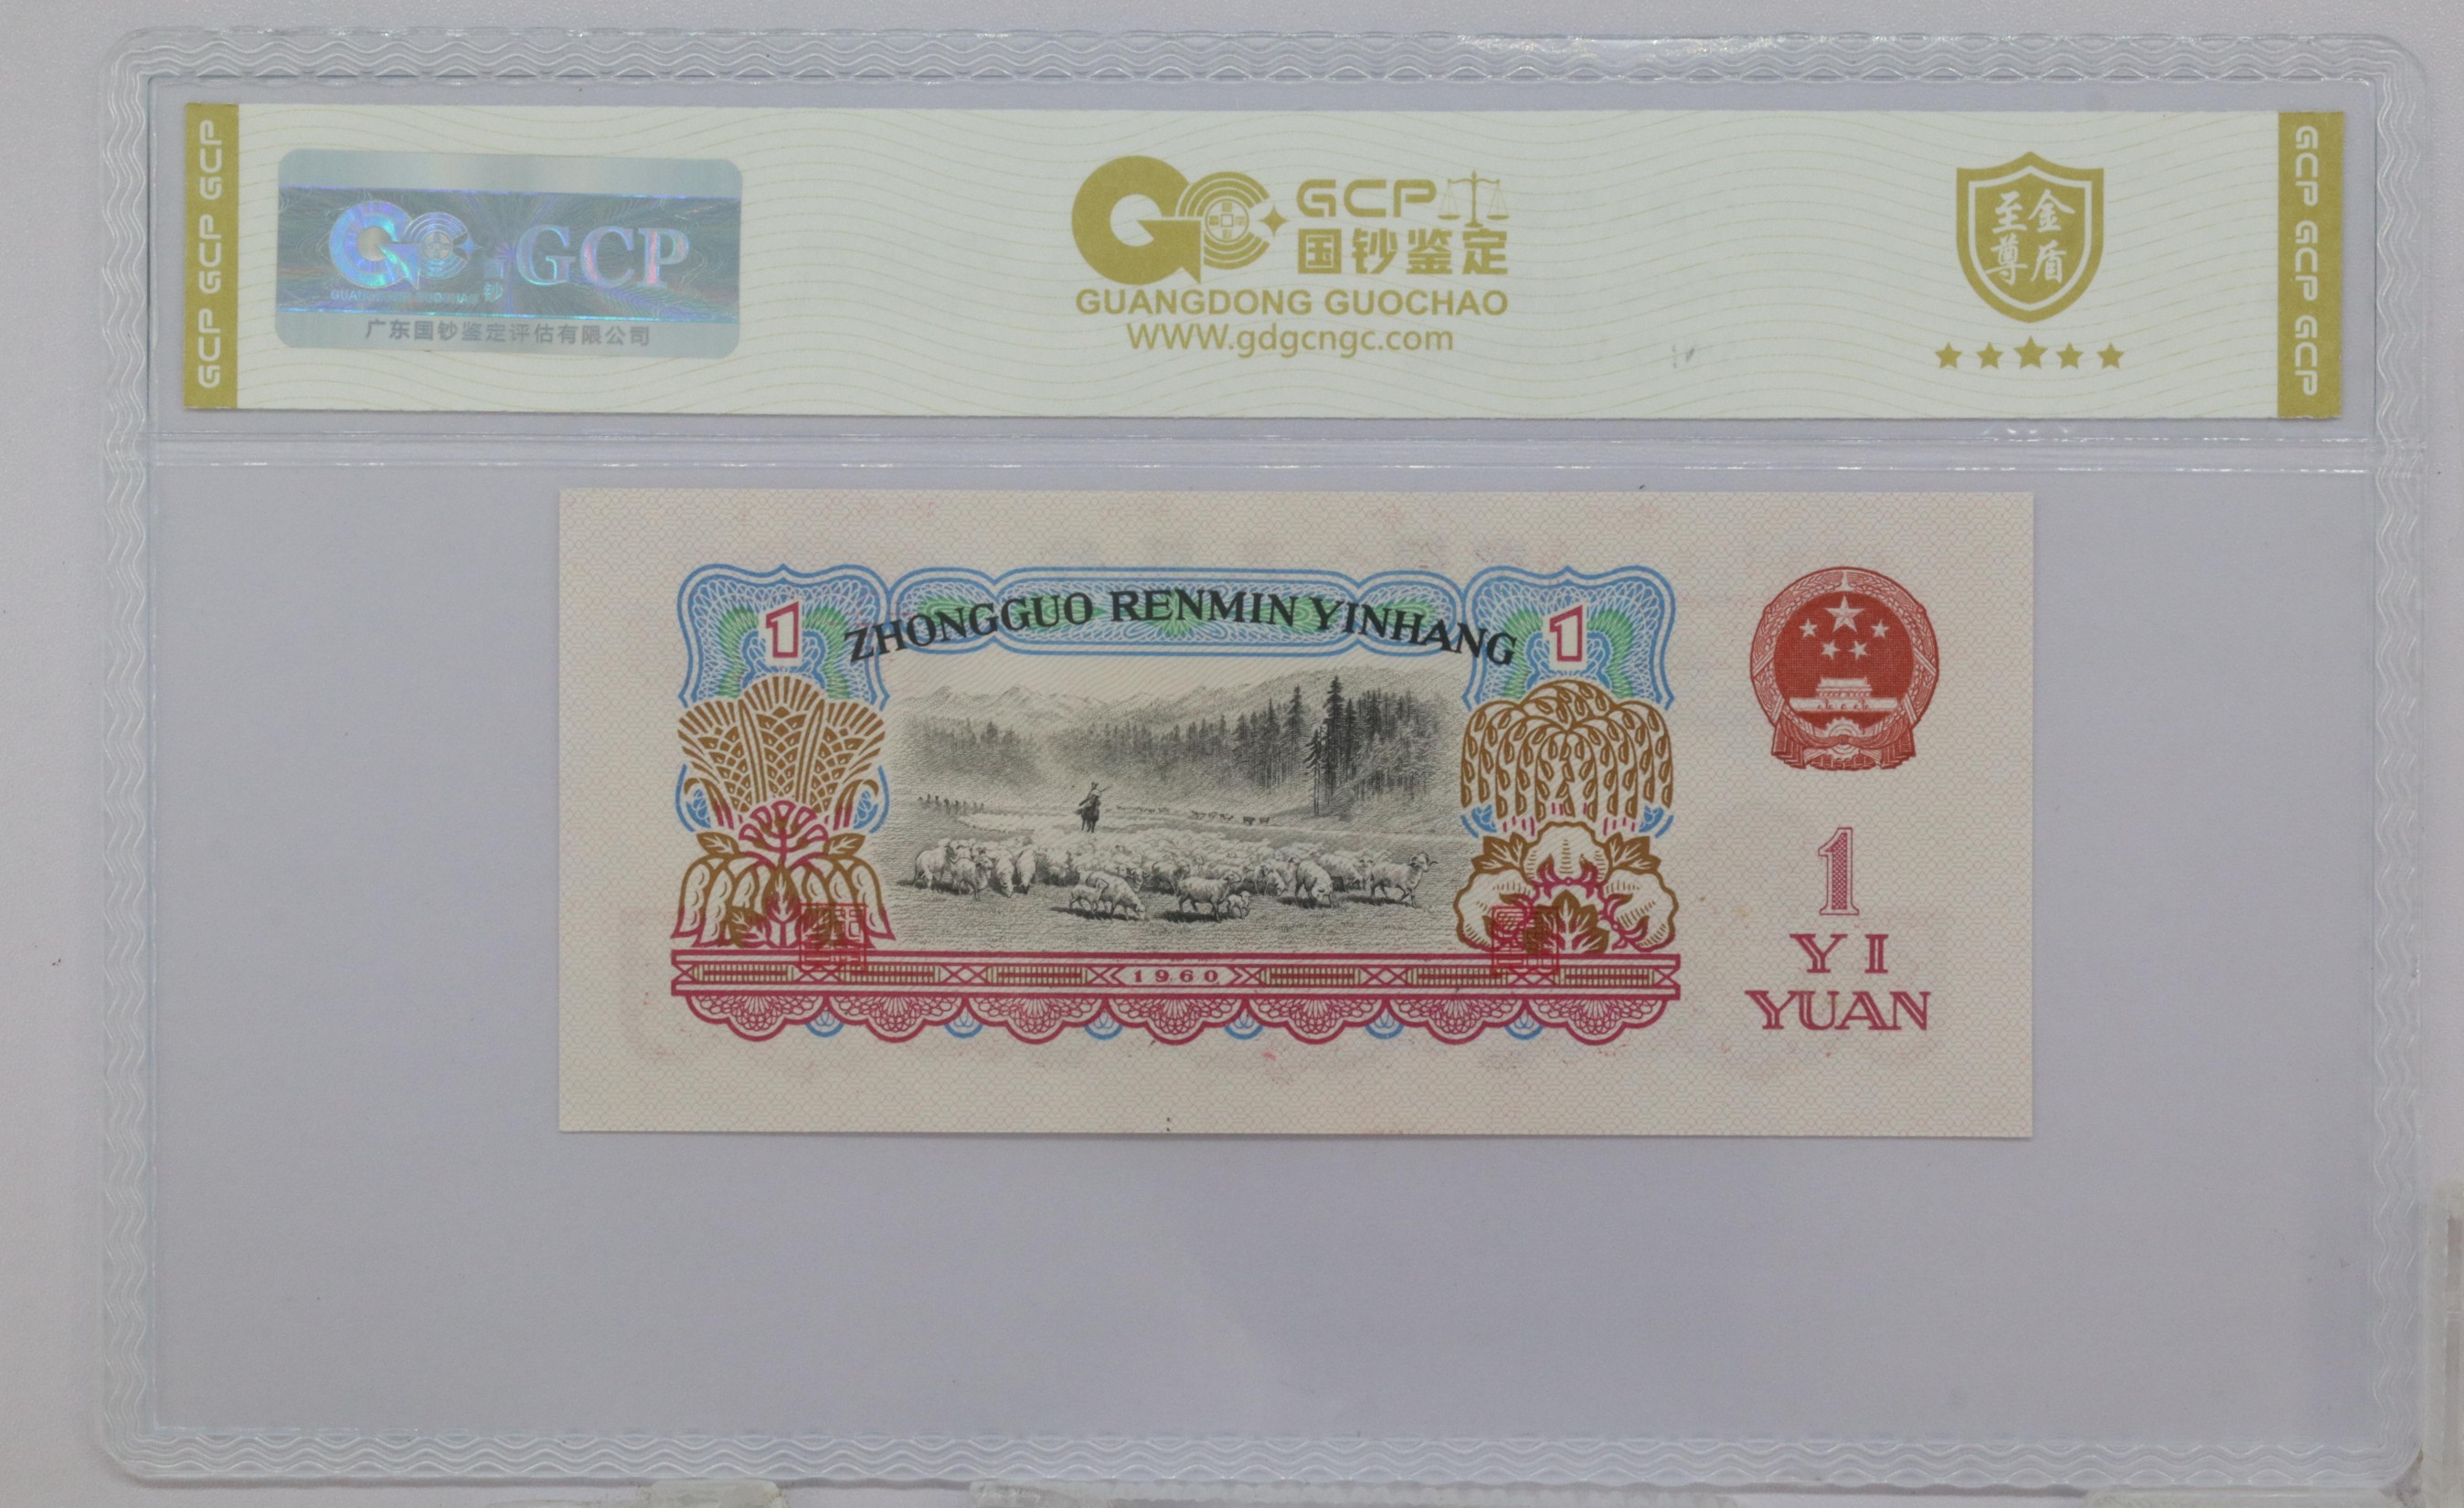 GCP GCP GCP
GCP
GUANGDONG GUOCHAO 钞
广东国钞鉴定评估有限公司
GCP
国钞鉴定
GUANGDONG GUOCHAO
WWW.gdgcngc.com
至尊
金盾
GCP GCP GCP
1
ZHONGGUO RENMIN YINHANG
1
1960
1
YI
YUAN